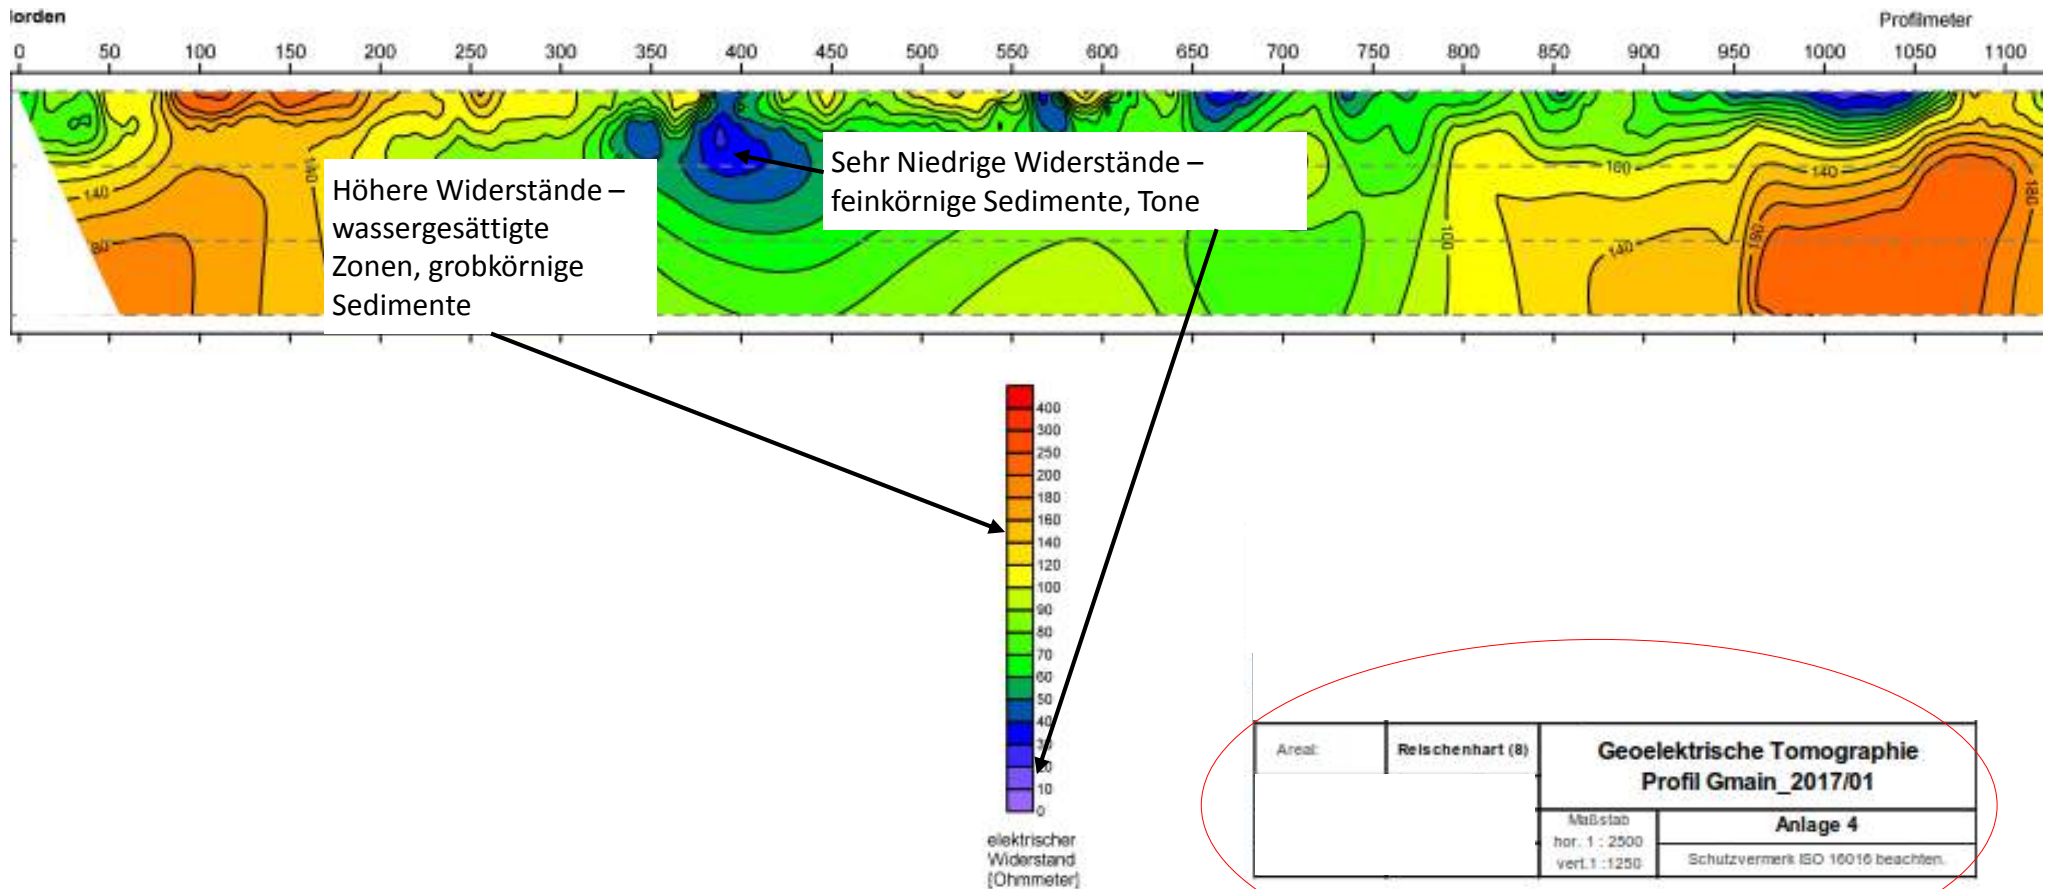 lorden
Profilmeter
0 50 100 150 200 250 300 350 400 450 500 550 600 650 700 750 800 850 900 950 1000 1050 1100
Sehr Niedrige Widerstände –
feinkörnige Sedimente, Tone
Höhere Widerstände –
wassergesättigte
Zonen, grobkörnige
Sedimente
140
140
80
160
140
180
100
140
180
400
300
250
200
180
160
140
120
100
90
80
70
60
50
40
10
0
elektrischer
Widerstand
[Ohmmeter]
Areal:
Reischenhart (8)
Geoelektrische Tomographie
Profil Gmain_2017/01
Maßstab
hor. 1 : 2500
vert.1 :1250
Anlage 4
Schutzvermerk ISO 16016 beachten.